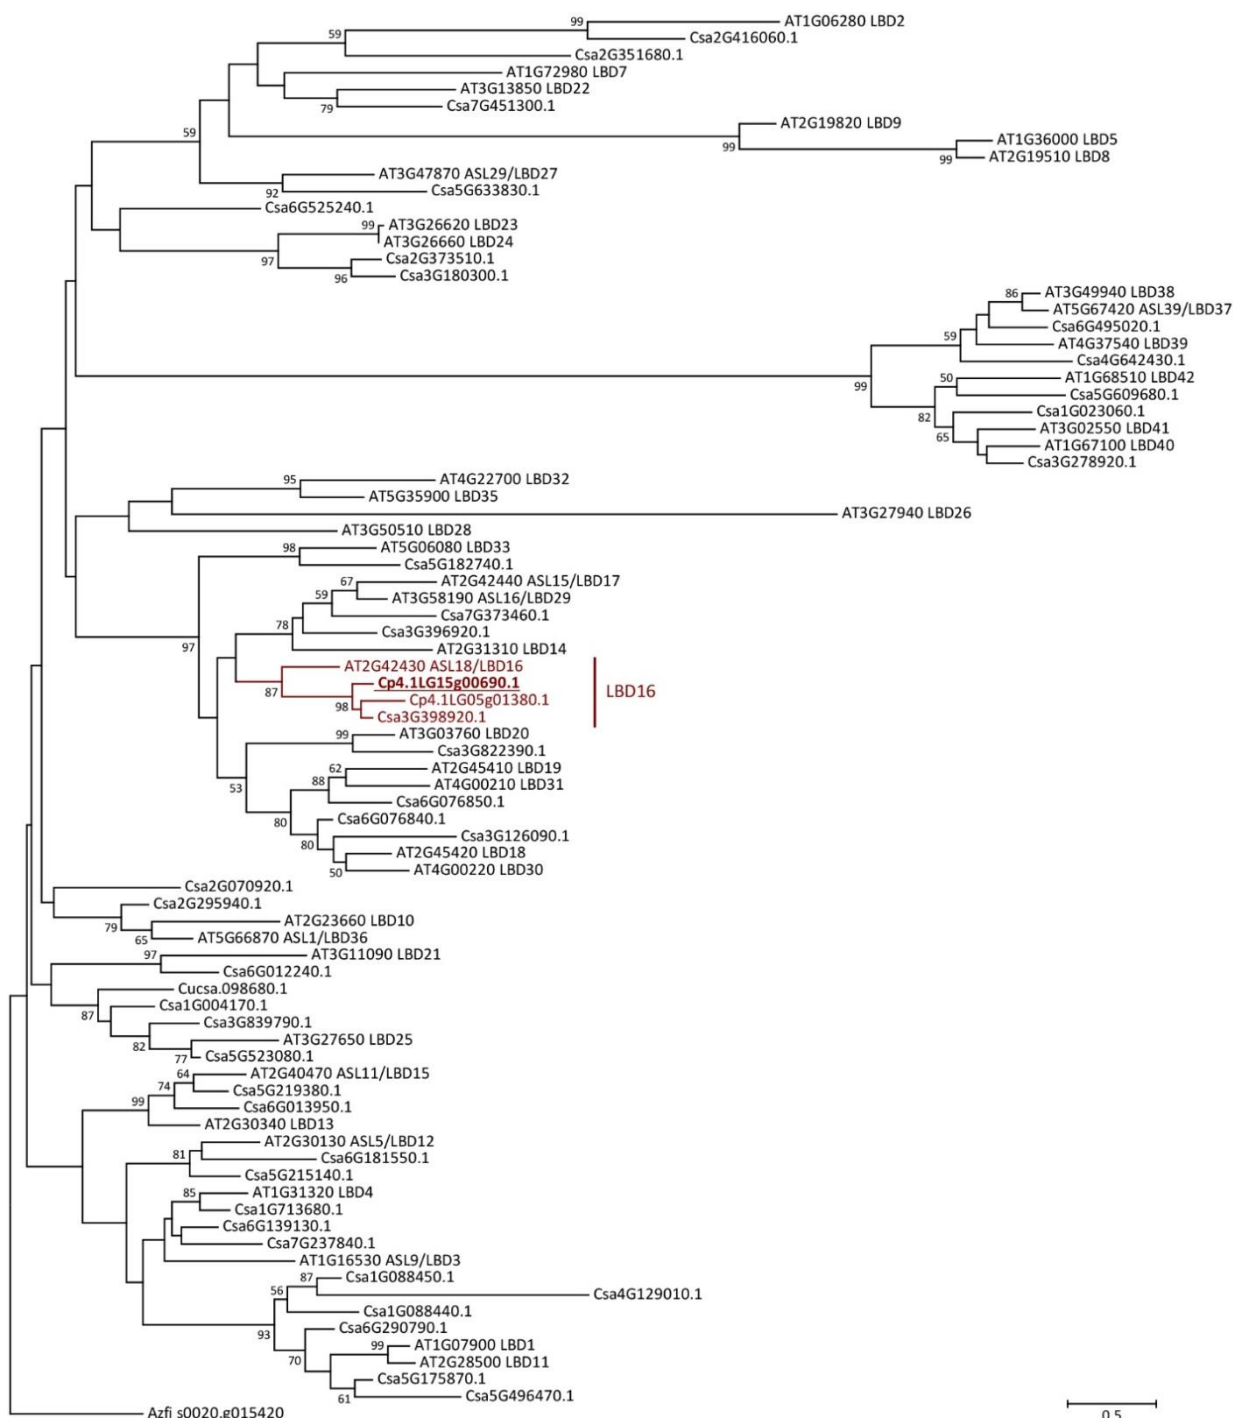 99
AT1G06280 LBD2
59
Csa2G416060.1
Csa2G351680.1
AT1G72980 LBD7
AT3G13850 LBD22
79
Csa7G451300.1
AT2G19820 LBD9
59
99
AT1G36000 LBD5
99
AT2G19510 LBD8
AT3G47870 ASL29/LBD27
92
Csa5G633830.1
Csa6G525240.1
99
AT3G26620 LBD23
AT3G26660 LBD24
97
Csa2G373510.1
96
Csa3G180300.1
86
AT3G49940 LBD38
AT5G67420 ASL39/LBD37
Csa6G495020.1
59
AT4G37540 LBD39
Csa4G642430.1
99
50
AT1G68510 LBD42
Csa5G609680.1
82
Csa1G023060.1
65
AT3G02550 LBD41
AT1G67100 LBD40
Csa3G278920.1
95
AT4G22700 LBD32
AT5G35900 LBD35
AT3G27940 LBD26
AT3G50510 LBD28
98
AT5G06080 LBD33
Csa5G182740.1
67
AT2G42440 ASL15/LBD17
59
AT3G58190 ASL16/LBD29
Csa7G373460.1
78
Csa3G396920.1
97
AT2G31310 LBD14
AT2G42430 ASL18/LBD16
87
Cp4.1LG15g00690.1
LBD16
98
Cp4.1LG05g01380.1
Csa3G398920.1
99
AT3G03760 LBD20
Csa3G822390.1
62
AT2G45410 LBD19
53
88
AT4G00210 LBD31
Csa6G076850.1
80
Csa6G076840.1
80
Csa3G126090.1
AT2G45420 LBD18
50
AT4G00220 LBD30
Csa2G070920.1
Csa2G295940.1
79
AT2G23660 LBD10
65
AT5G66870 ASL1/LBD36
97
AT3G11090 LBD21
Csa6G012240.1
Cucsa.098680.1
87
Csa1G004170.1
Csa3G839790.1
82
AT3G27650 LBD25
77
Csa5G523080.1
64
AT2G40470 ASL11/LBD15
74
Csa5G219380.1
99
Csa6G013950.1
AT2G30340 LBD13
AT2G30130 ASL5/LBD12
81
Csa6G181550.1
Csa5G215140.1
85
AT1G31320 LBD4
Csa1G713680.1
Csa6G139130.1
Csa7G237840.1
AT1G16530 ASL9/LBD3
87
Csa1G088450.1
56
Csa4G129010.1
Csa1G088440.1
93
Csa6G290790.1
99
AT1G07900 LBD1
70
AT2G28500 LBD11
Csa5G175870.1
61
Csa5G496470.1
Azfi s0020.g015420
0.5